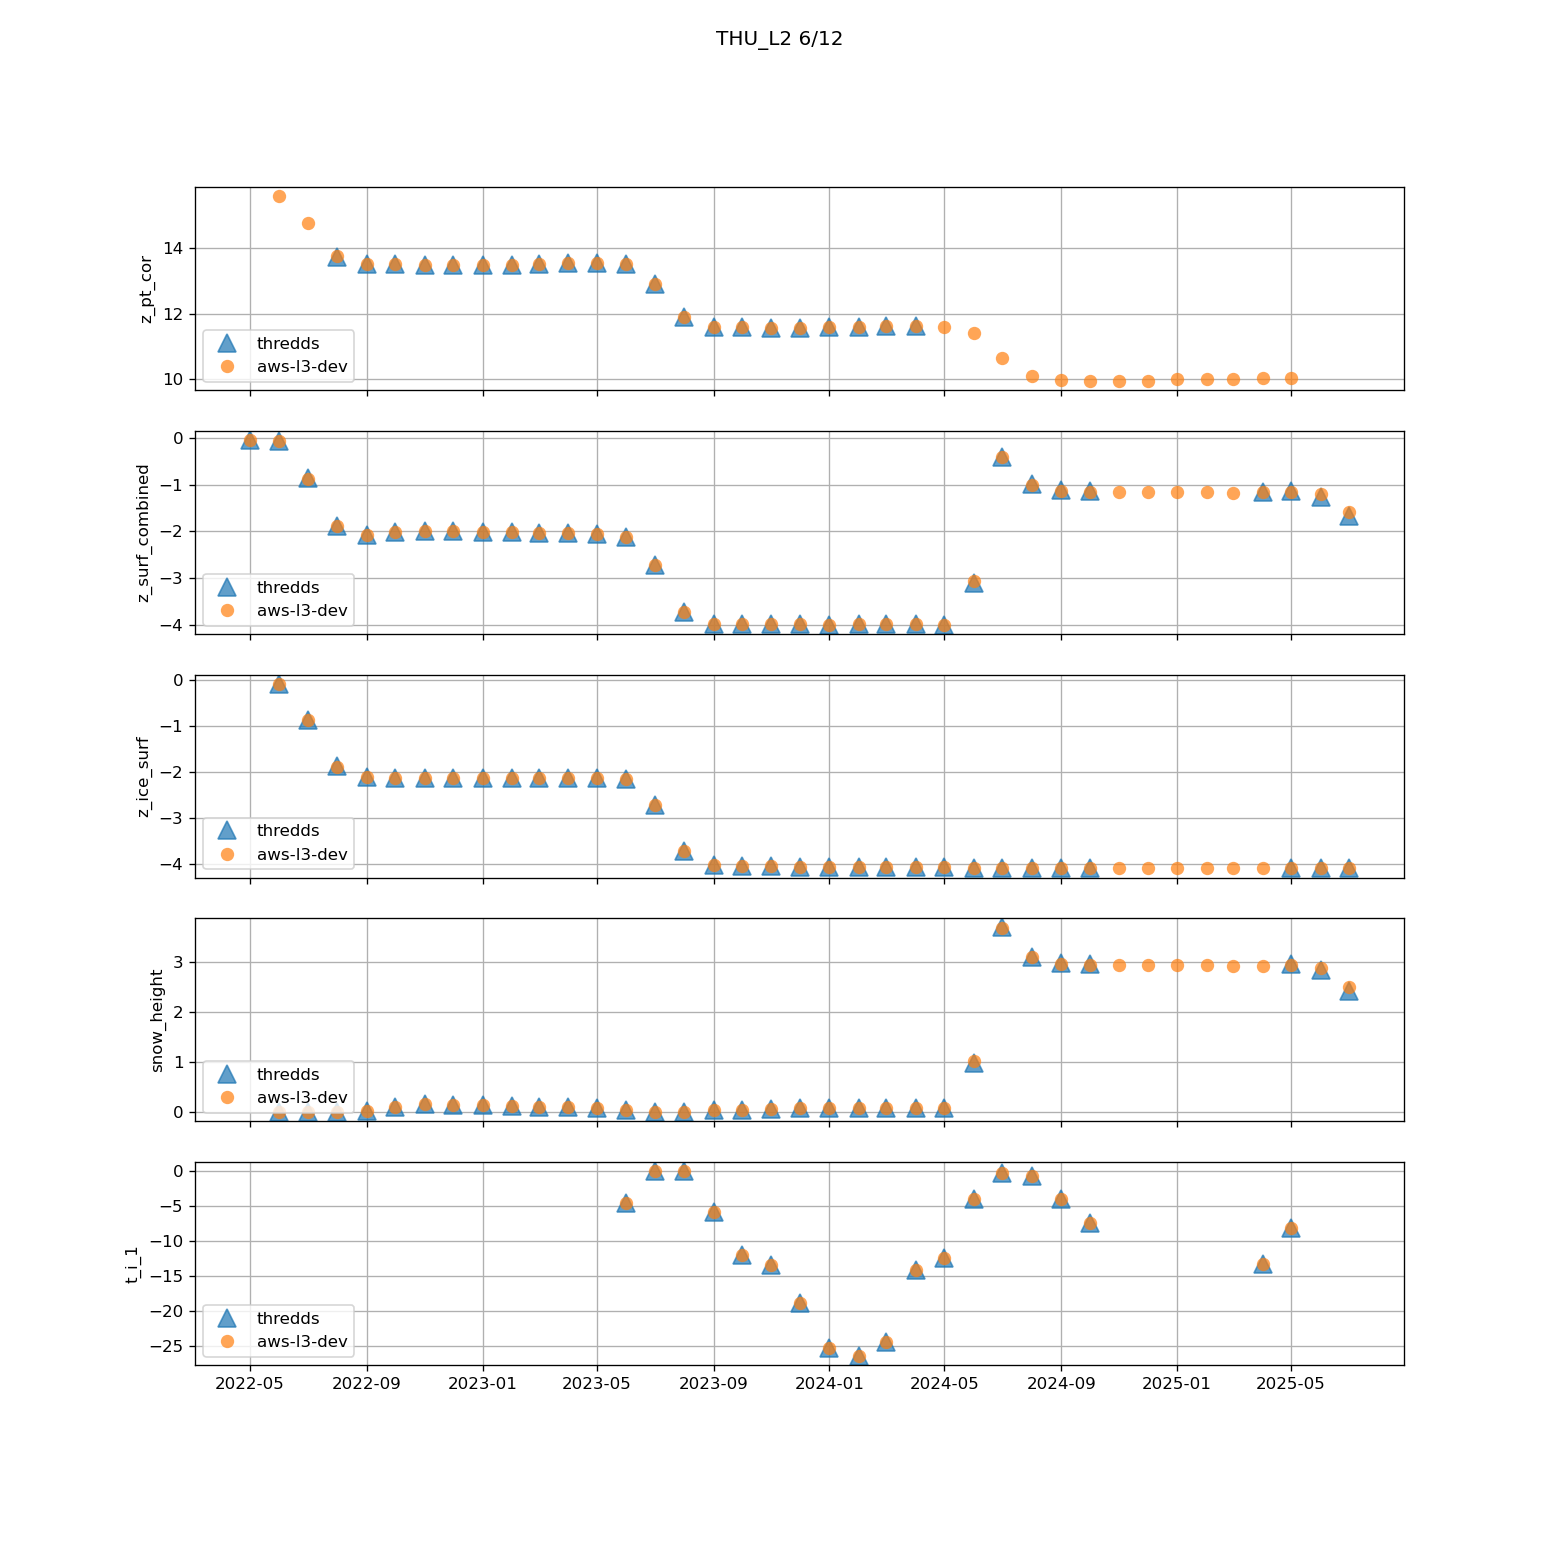 THU_L2 6/12
z_pt_cor
14
12
10
thredds
aws-l3-dev
z_surf_combined
0
−1
−2
−3
−4
thredds
aws-l3-dev
z_ice_surf
0
−1
−2
−3
−4
thredds
aws-l3-dev
snow_height
3
2
1
0
thredds
aws-l3-dev
t_i_1
0
−5
−10
−15
−20
−25
thredds
aws-l3-dev
2022-05 2022-09 2023-01 2023-05 2023-09 2024-01 2024-05 2024-09 2025-01 2025-05